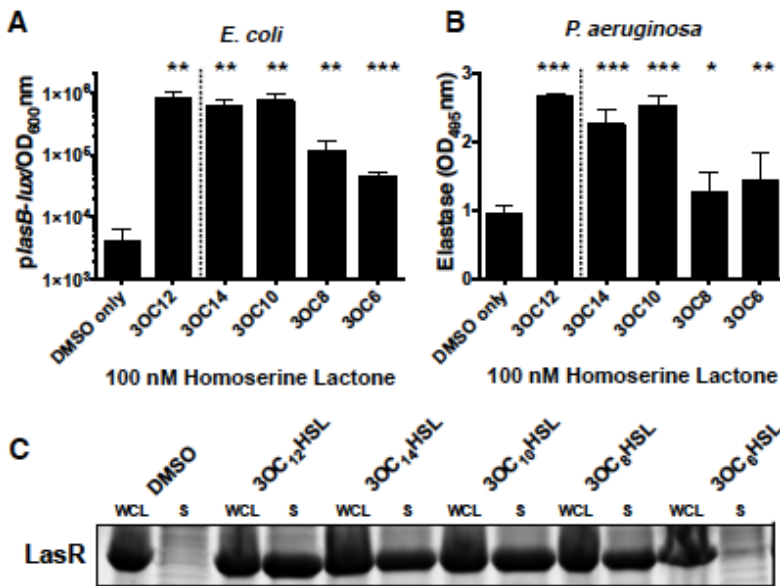 A
E. coli
** ** ** ** ***
plasB-lux/OD600nm
1×10⁶
1×10⁵
1×10⁴
1×10³
DMSO only 3OC12 3OC14 3OC10 3OC8 3OC6
100 nM Homoserine Lactone
B
P. aeruginosa
*** *** *** * **
Elastase (OD495nm)
3
2
1
0
DMSO only 3OC12 3OC14 3OC10 3OC8 3OC6
100 nM Homoserine Lactone
C
DMSO 3OC12HSL 3OC14HSL 3OC10HSL 3OC8HSL 3OC6HSL
WCL S WCL S WCL S WCL S WCL S WCL S
LasR